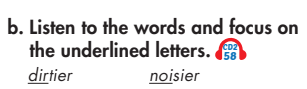 b. Listen to the words and focus on
the underlined letters. CD2 58
dirtier noisier